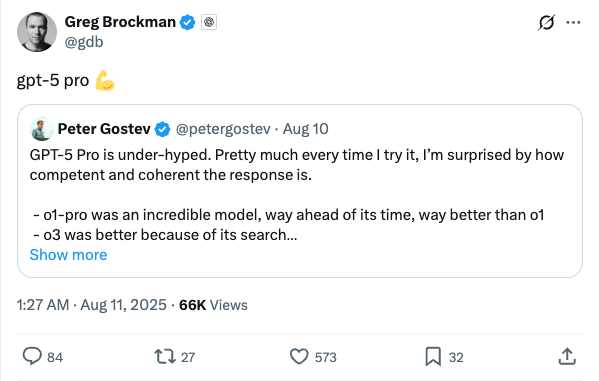 Greg Brockman
@gdb
gpt-5 pro 💪
Peter Gostev @petergostev · Aug 10
GPT-5 Pro is under-hyped. Pretty much every time I try it, I'm surprised by how
competent and coherent the response is.
- o1-pro was an incredible model, way ahead of its time, way better than o1
- o3 was better because of its search...
Show more
1:27 AM · Aug 11, 2025 · 66K Views
84 27 573 32